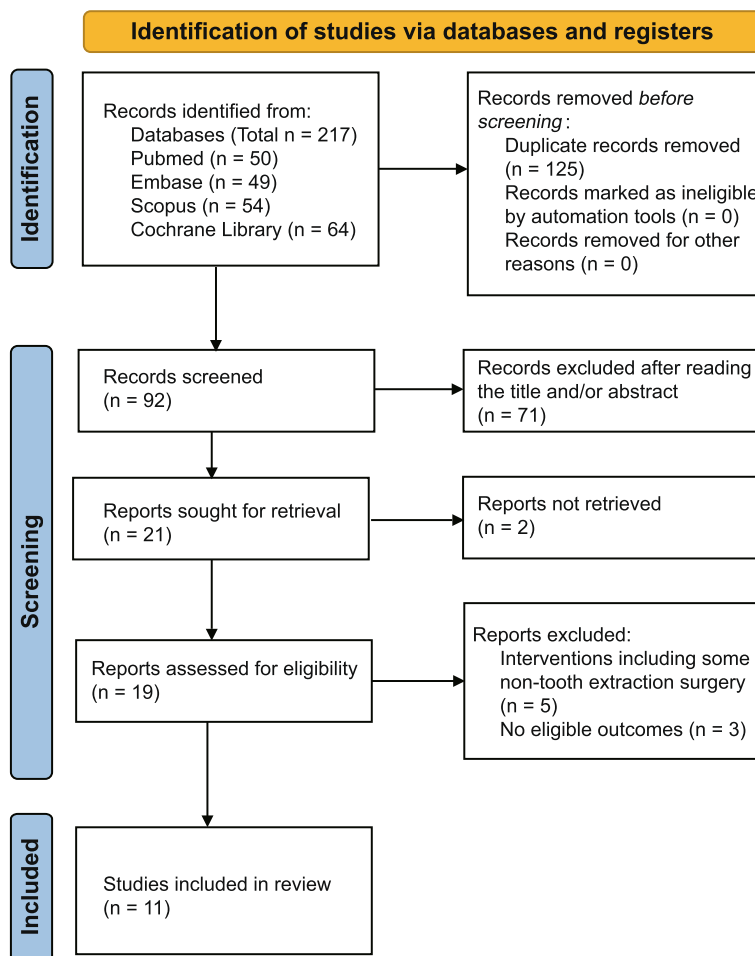 Identification of studies via databases and registers
Identification
Records identified from:
Databases (Total n = 217)
Pubmed (n = 50)
Embase (n = 49)
Scopus (n = 54)
Cochrane Library (n = 64)
Records removed before
screening:
Duplicate records removed
(n = 125)
Records marked as ineligible
by automation tools (n = 0)
Records removed for other
reasons (n = 0)
Screening
Records screened
(n = 92)
Records excluded after reading
the title and/or abstract
(n = 71)
Reports sought for retrieval
(n = 21)
Reports not retrieved
(n = 2)
Reports assessed for eligibility
(n = 19)
Reports excluded:
Interventions including some
non-tooth extraction surgery
(n = 5)
No eligible outcomes (n = 3)
Included
Studies included in review
(n = 11)